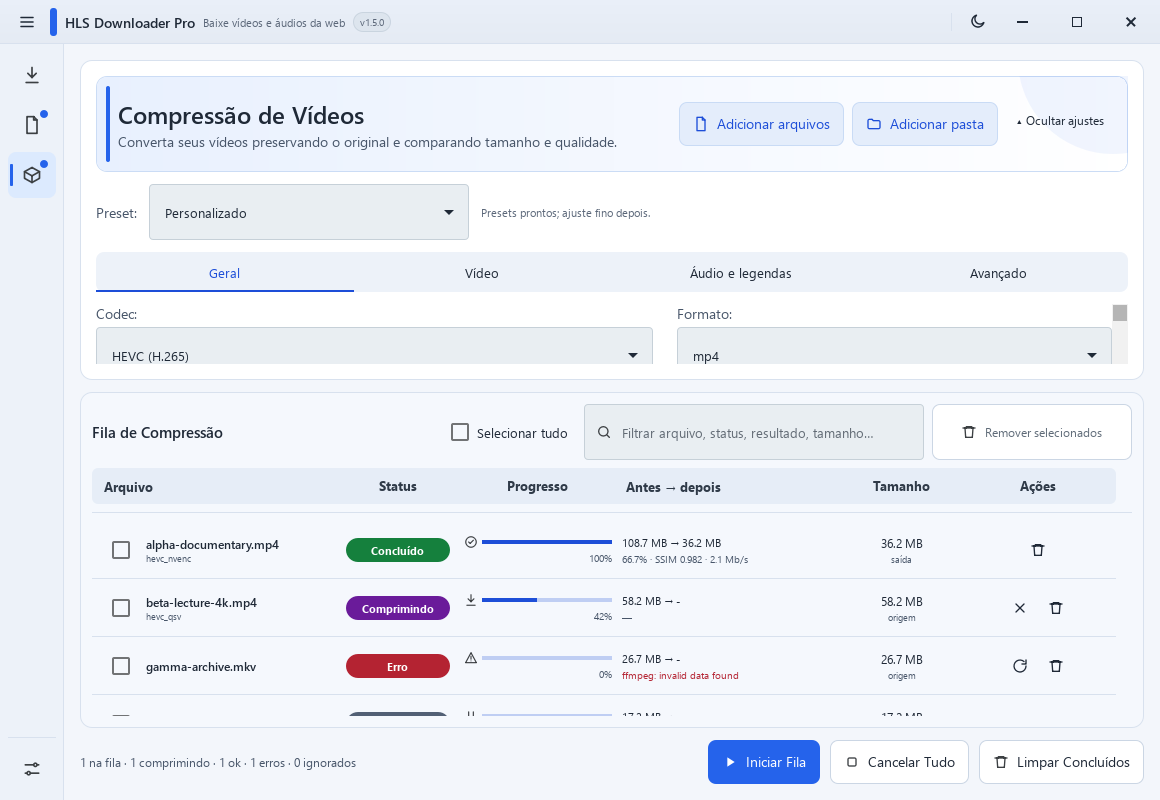 HLS Downloader Pro Baixe vídeos e áudios da web v1.5.0
Compressão de Vídeos
Converta seus vídeos preservando o original e comparando tamanho e qualidade.
Adicionar arquivos
Adicionar pasta
▴ Ocultar ajustes
Preset:
Personalizado
Presets prontos; ajuste fino depois.
Geral
Vídeo
Áudio e legendas
Avançado
Codec:
Formato:
HEVC (H.265)
mp4
Fila de Compressão
Selecionar tudo
Filtrar arquivo, status, resultado, tamanho...
Remover selecionados
Arquivo Status Progresso Antes → depois Tamanho Ações
alpha-documentary.mp4
hevc_nvenc
Concluído
100%
108.7 MB → 36.2 MB
66.7% · SSIM 0.982 · 2.1 Mb/s
36.2 MB
saída
beta-lecture-4k.mp4
hevc_qsv
Comprimindo
42%
58.2 MB → -
—
58.2 MB
origem
gamma-archive.mkv
Erro
0%
26.7 MB → -
ffmpeg: invalid data found
26.7 MB
origem
1 na fila · 1 comprimindo · 1 ok · 1 erros · 0 ignorados
Iniciar Fila
Cancelar Tudo
Limpar Concluídos